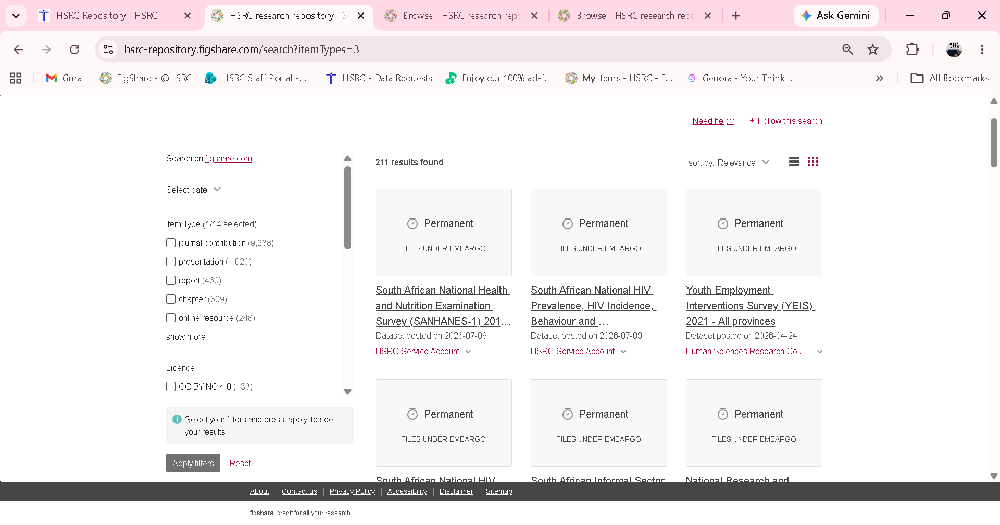 HSRC Repository - HSRC
HSRC research repository - S
Browse - HSRC research repo
Browse - HSRC research repo
Ask Gemini
hsrc-repository.figshare.com/search?itemTypes=3
Gmail
FigShare - @HSRC
HSRC Staff Portal -...
HSRC - Data Requests
Enjoy our 100% ad-f...
My Items - HSRC - F...
Genora - Your Think...
All Bookmarks
Need help?
+ Follow this search
Search on figshare.com
211 results found
sort by: Relevance
Select date
Item Type (1/14 selected)
journal contribution (9,238)
presentation (1,020)
report (460)
chapter (309)
online resource (248)
show more
Licence
CC BY-NC 4.0 (133)
Select your filters and press 'apply' to see
your results.
Apply filters
Reset
Permanent
FILES UNDER EMBARGO
South African National Health
and Nutrition Examination
Survey (SANHANES-1) 201...
Dataset posted on 2026-07-09
HSRC Service Account
Permanent
FILES UNDER EMBARGO
South African National HIV
Prevalence, HIV Incidence,
Behaviour and ...
Dataset posted on 2026-07-09
HSRC Service Account
Permanent
FILES UNDER EMBARGO
Youth Employment
Interventions Survey (YEIS)
2021 - All provinces
Dataset posted on 2026-04-24
Human Sciences Research Cou...
Permanent
FILES UNDER EMBARGO
South African National HIV
Permanent
FILES UNDER EMBARGO
South African Informal Sector
Permanent
FILES UNDER EMBARGO
National Research and
About
Contact us
Privacy Policy
Accessibility
Disclaimer
Sitemap
figshare. credit for all your research.